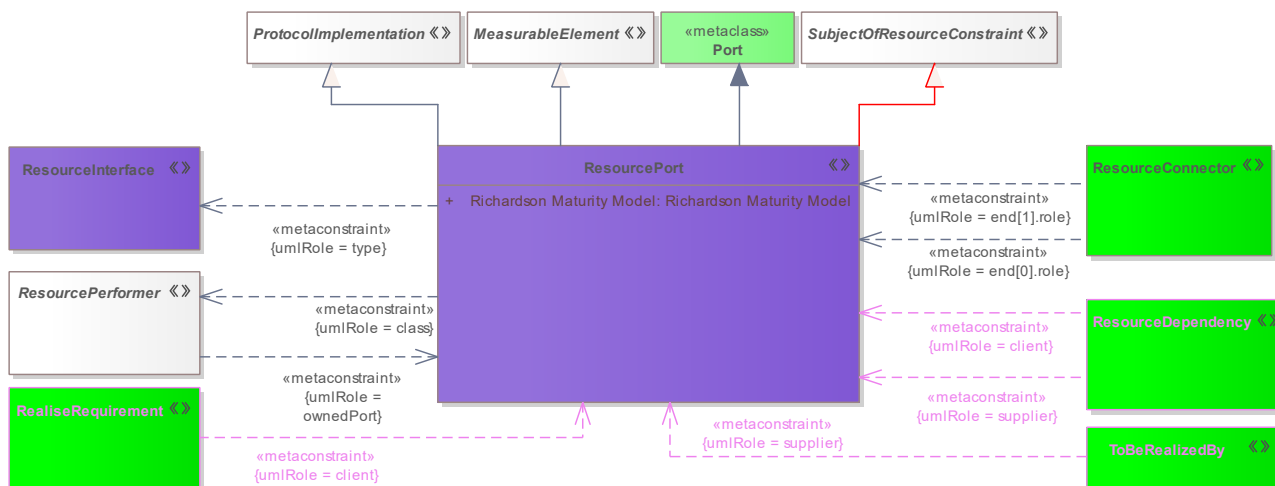 ProtocolImplementation «»
MeasurableElement «»
«metaclass»
Port
SubjectOfResourceConstraint «»
ResourceInterface «»
ResourcePort «»
+ Richardson Maturity Model: Richardson Maturity Model
ResourceConnector «»
«metaconstraint»
{umlRole = type}
«metaconstraint»
{umlRole = end[1].role}
«metaconstraint»
{umlRole = end[0].role}
ResourcePerformer «»
«metaconstraint»
{umlRole = class}
«metaconstraint»
{umlRole =
ownedPort}
ResourceDependency «»
«metaconstraint»
{umlRole = client}
«metaconstraint»
{umlRole = supplier}
RealiseRequirement «»
«metaconstraint»
{umlRole = client}
«metaconstraint»
{umlRole = supplier}
ToBeRealizedBy «»